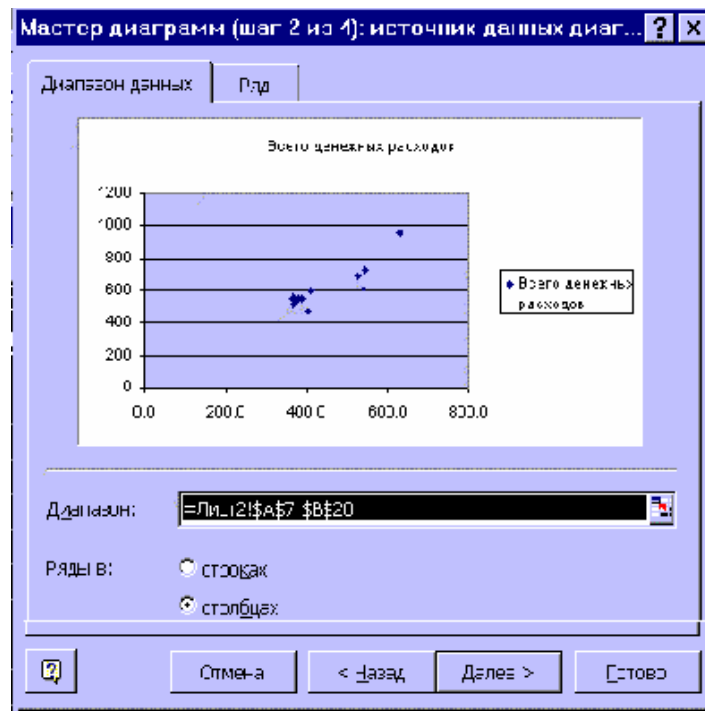 Мастер диаграмм (шаг 2 из 4): источник данных диаг... ? ×
Диапазон данных Ряд
Всего денежных расходов
1200
1000
800
600
400
200
0
0.0 200.0 400.0 600.0 800.0
Всего денежных
расходов
Диапазон: =Лист2!$A$7:$B$20
Ряды в: строках
столбцах
Отмена < Назад Далее > Готово